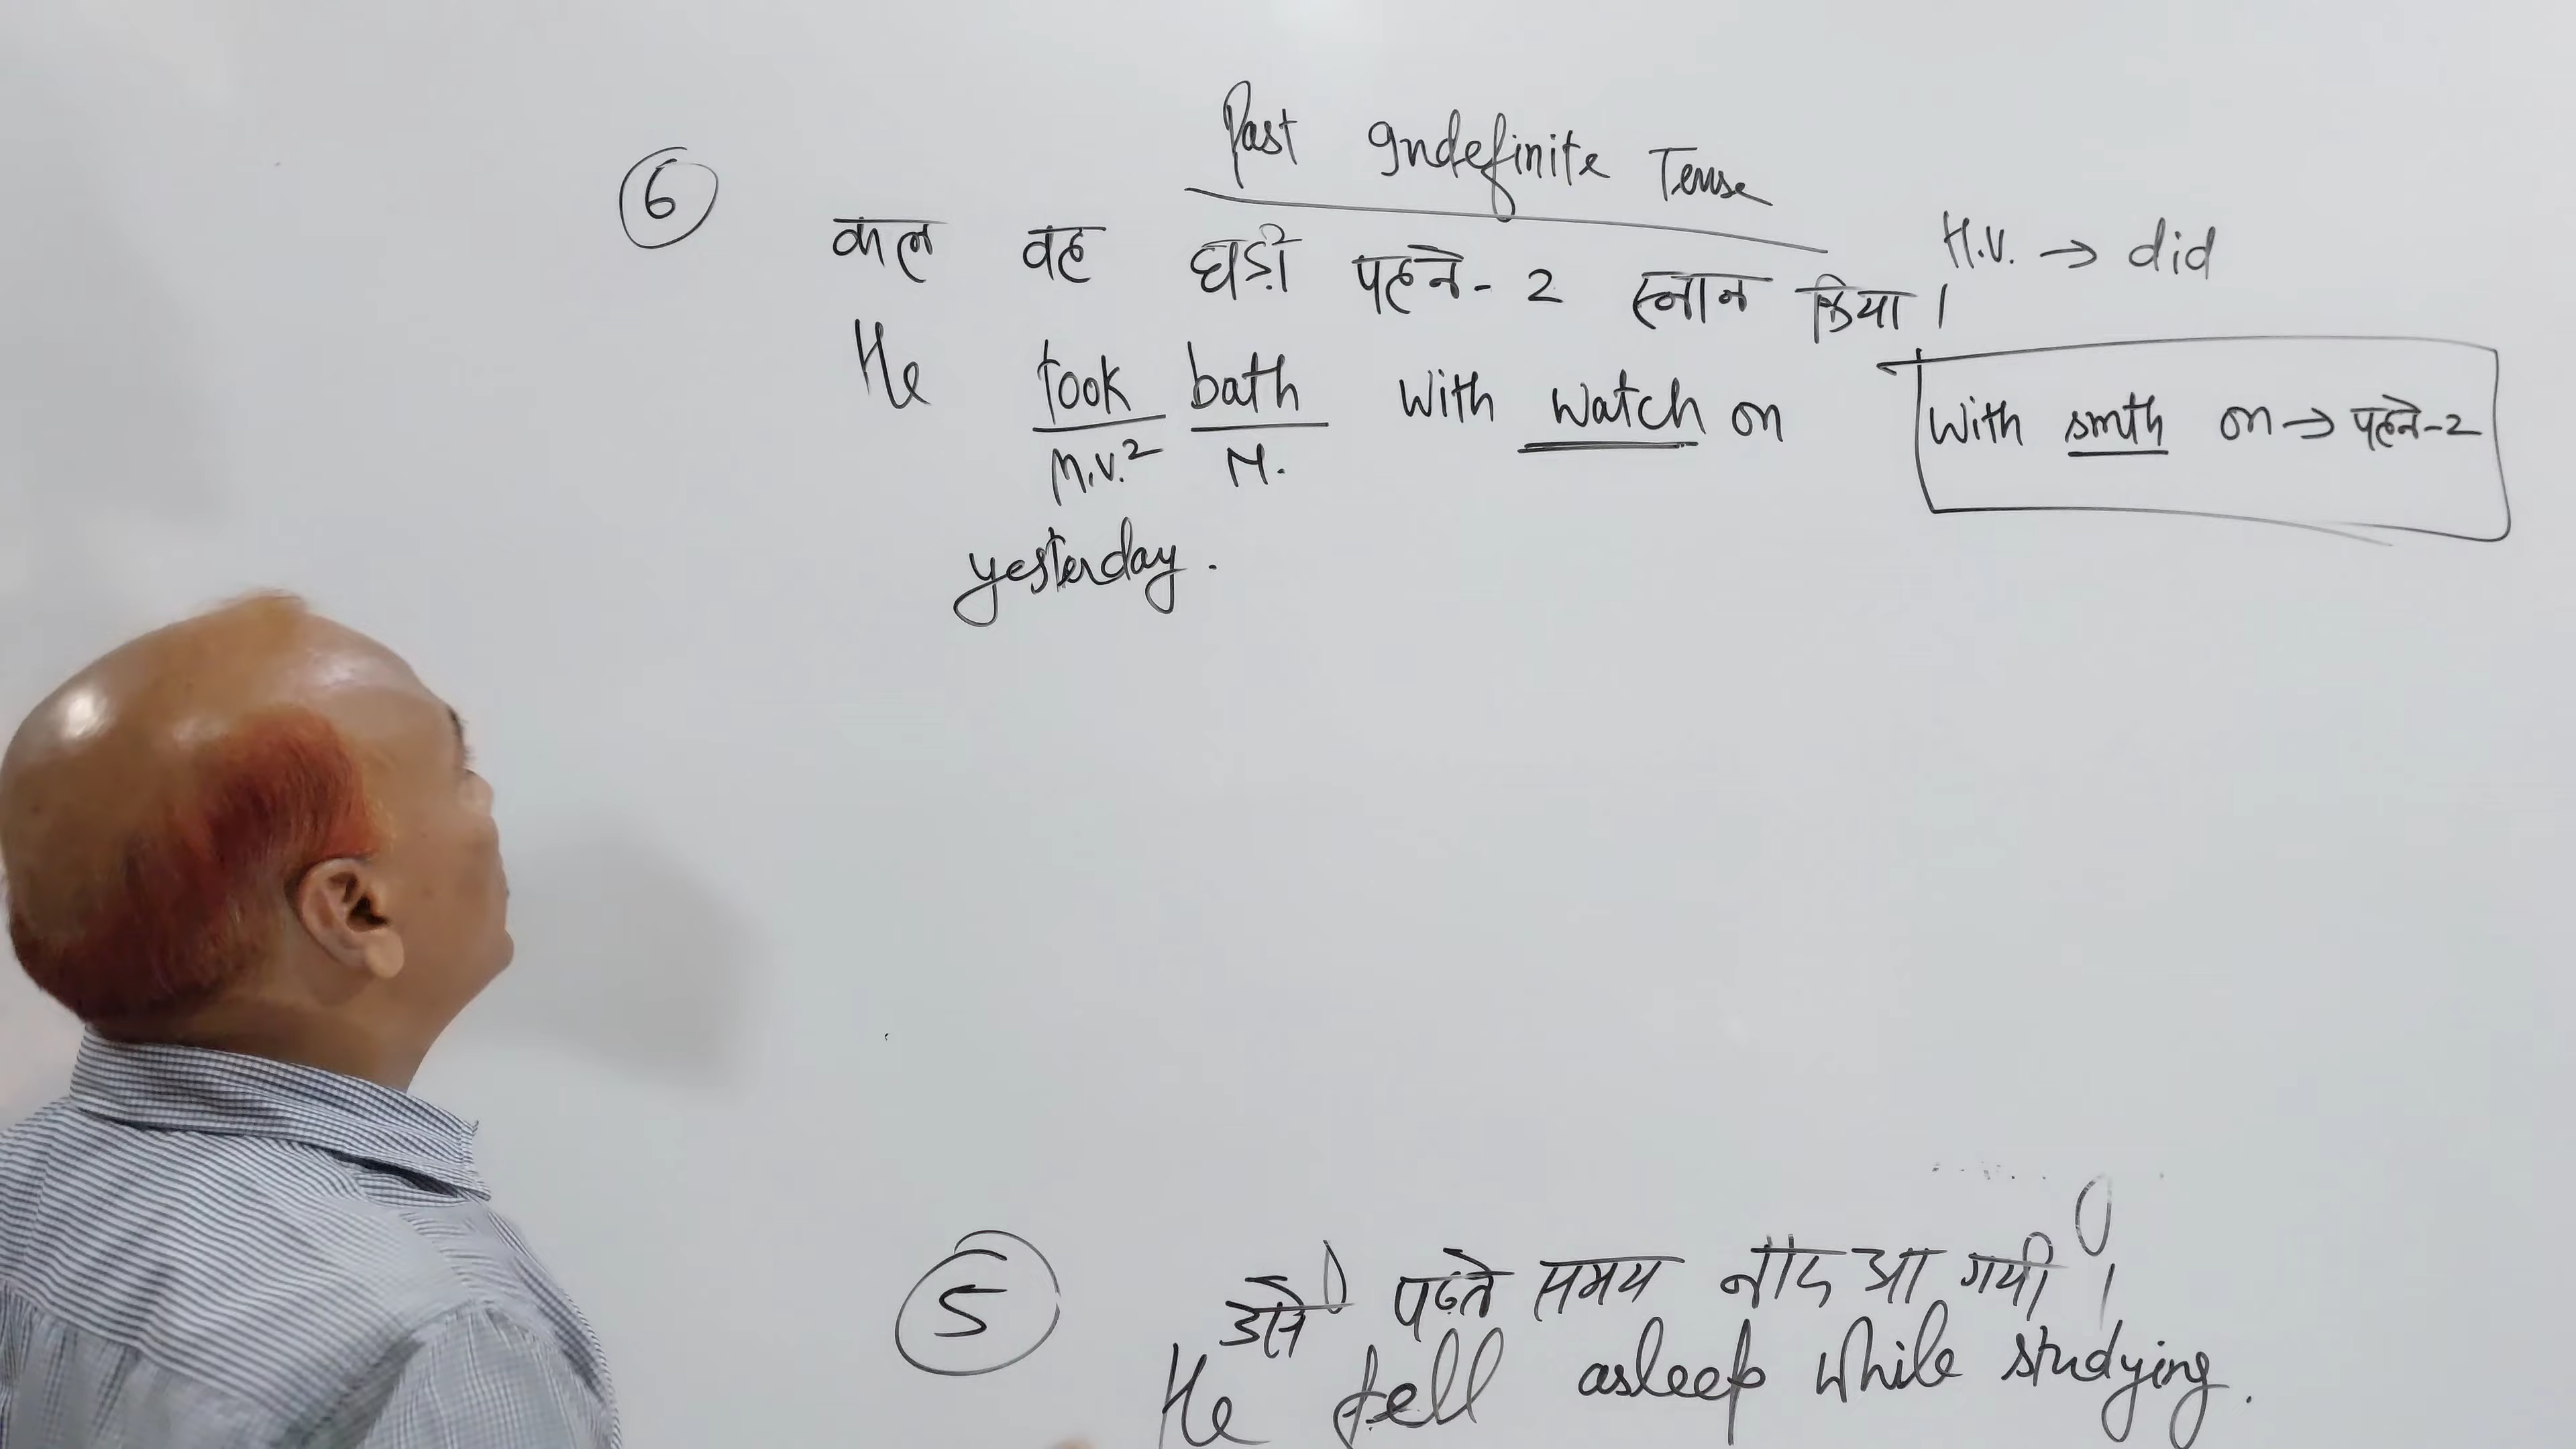 Past Indefinite Tense
6 कल वह घड़ी पहने-2 स्नान किया।
H.V. → did
He took bath with watch on
M.V.² N.
With smth on → पहने-2
yesterday.
5 उसे पढ़ते समय नींद आ गयी।
He fell asleep while studying.